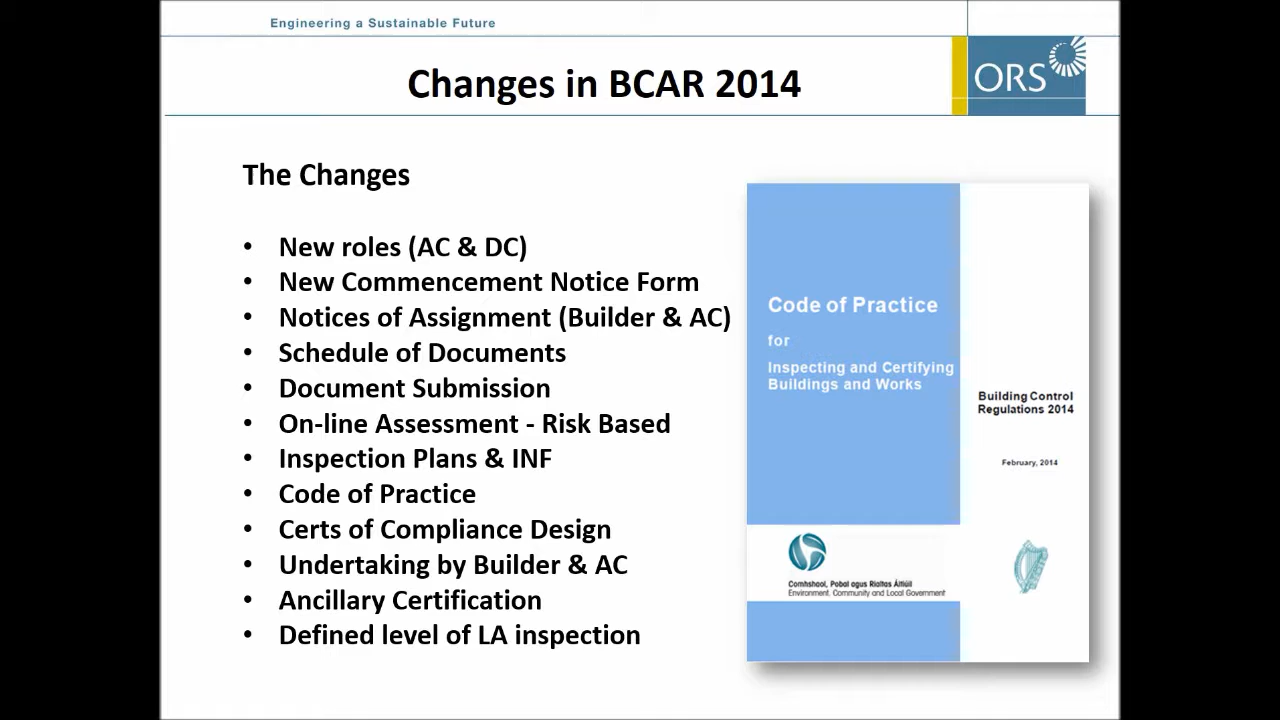 Engineering a Sustainable Future
Changes in BCAR 2014
ORS
The Changes
• New roles (AC & DC)
• New Commencement Notice Form
• Notices of Assignment (Builder & AC)
• Schedule of Documents
• Document Submission
• On-line Assessment - Risk Based
• Inspection Plans & INF
• Code of Practice
• Certs of Compliance Design
• Undertaking by Builder & AC
• Ancillary Certification
• Defined level of LA inspection
Code of Practice
for
Inspecting and Certifying
Buildings and Works
Building Control
Regulations 2014
February, 2014
Comhshaol, Pobal agus Rialtas Áitiúil
Environment, Community and Local Government